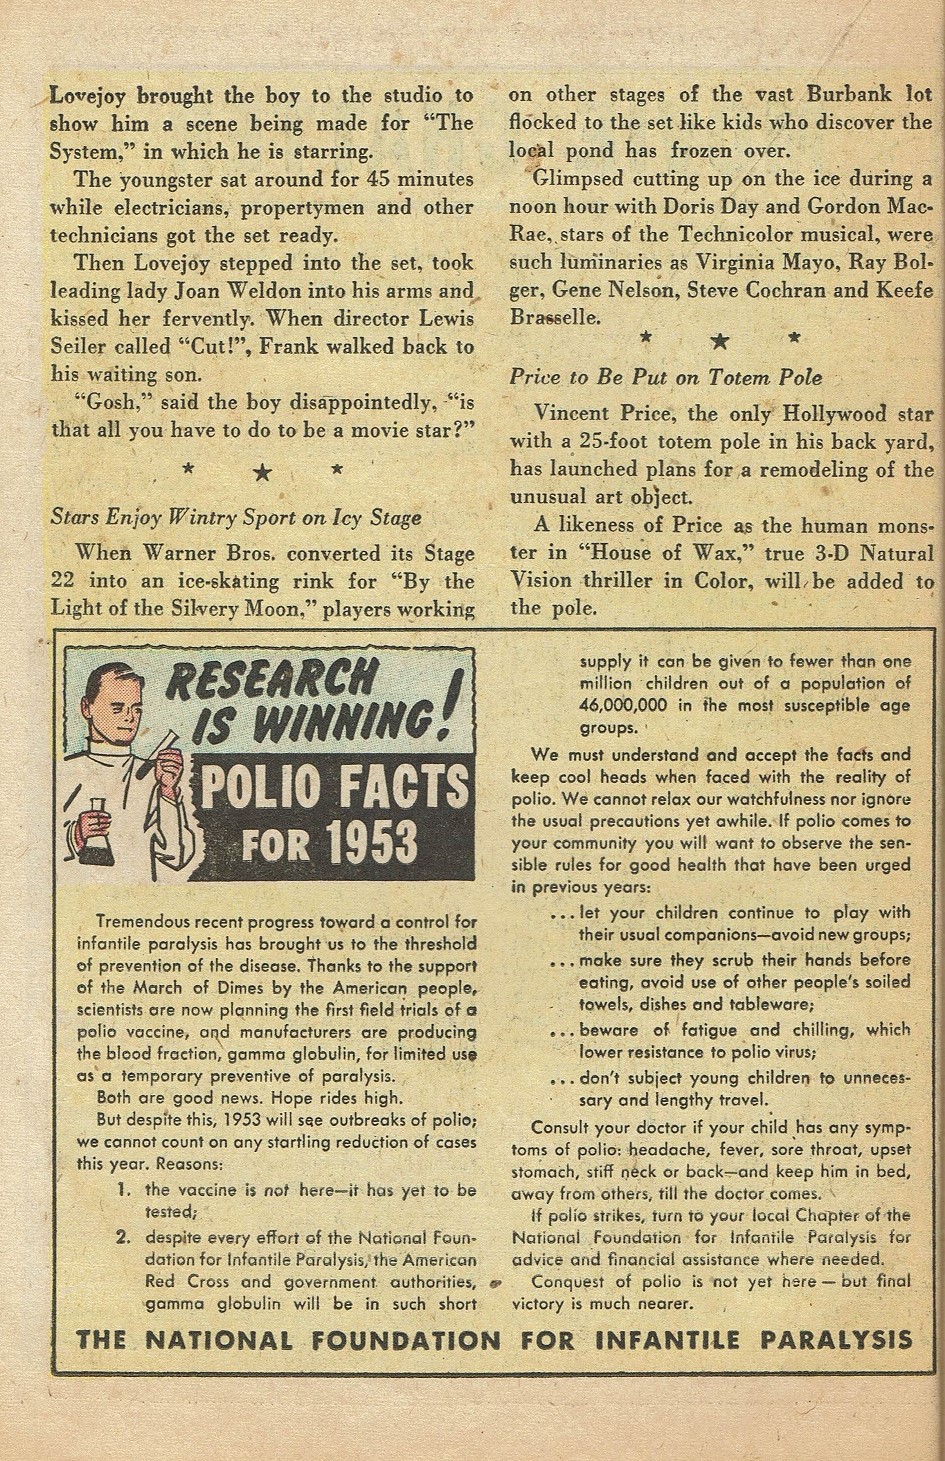 Lovejoy brought the boy to the studio to
show him a scene being made for “The
System,” in which he is starring.
The youngster sat around for 45 minutes
while electricians, propertymen and other
technicians got the set ready.
Then Lovejoy stepped into the set, took
leading lady Joan Weldon into his arms and
kissed her fervently. When director Lewis
Seiler called “Cut!”, Frank walked back to
his waiting son.
“Gosh,” said the boy disappointedly, “is
that all you have to do to be a movie star?”
★ ★ ★
Stars Enjoy Wintry Sport on Icy Stage
When Warner Bros. converted its Stage
22 into an ice-skating rink for “By the
Light of the Silvery Moon,” players working
on other stages of the vast Burbank lot
flocked to the set like kids who discover the
local pond has frozen over.
Glimpsed cutting up on the ice during a
noon hour with Doris Day and Gordon Mac-
Rae, stars of the Technicolor musical, were
such luminaries as Virginia Mayo, Ray Bol-
ger, Gene Nelson, Steve Cochran and Keefe
Brasselle.
★ ★ ★
Price to Be Put on Totem Pole
Vincent Price, the only Hollywood star
with a 25-foot totem pole in his back yard,
has launched plans for a remodeling of the
unusual art object.
A likeness of Price as the human mons-
ter in “House of Wax,” true 3-D Natural
Vision thriller in Color, will be added to
the pole.
RESEARCH
IS WINNING!
POLIO FACTS
FOR 1953
Tremendous recent progress toward a control for
infantile paralysis has brought us to the threshold
of prevention of the disease. Thanks to the support
of the March of Dimes by the American people,
scientists are now planning the first field trials of a
polio vaccine, and manufacturers are producing
the blood fraction, gamma globulin, for limited use
as a temporary preventive of paralysis.
Both are good news. Hope rides high.
But despite this, 1953 will see outbreaks of polio;
we cannot count on any startling reduction of cases
this year. Reasons:
1. the vaccine is not here—it has yet to be
tested;
2. despite every effort of the National Foun-
dation for Infantile Paralysis, the American
Red Cross and government authorities,
gamma globulin will be in such short
supply it can be given to fewer than one
million children out of a population of
46,000,000 in the most susceptible age
groups.
We must understand and accept the facts and
keep cool heads when faced with the reality of
polio. We cannot relax our watchfulness nor ignore
the usual precautions yet awhile. If polio comes to
your community you will want to observe the sen-
sible rules for good health that have been urged
in previous years:
...let your children continue to play with
their usual companions—avoid new groups;
...make sure they scrub their hands before
eating, avoid use of other people's soiled
towels, dishes and tableware;
...beware of fatigue and chilling, which
lower resistance to polio virus;
...don't subject young children to unneces-
sary and lengthy travel.
Consult your doctor if your child has any symp-
toms of polio: headache, fever, sore throat, upset
stomach, stiff neck or back—and keep him in bed,
away from others, till the doctor comes.
If polio strikes, turn to your local Chapter of the
National Foundation for Infantile Paralysis for
advice and financial assistance where needed.
Conquest of polio is not yet here — but final
victory is much nearer.
THE NATIONAL FOUNDATION FOR INFANTILE PARALYSIS